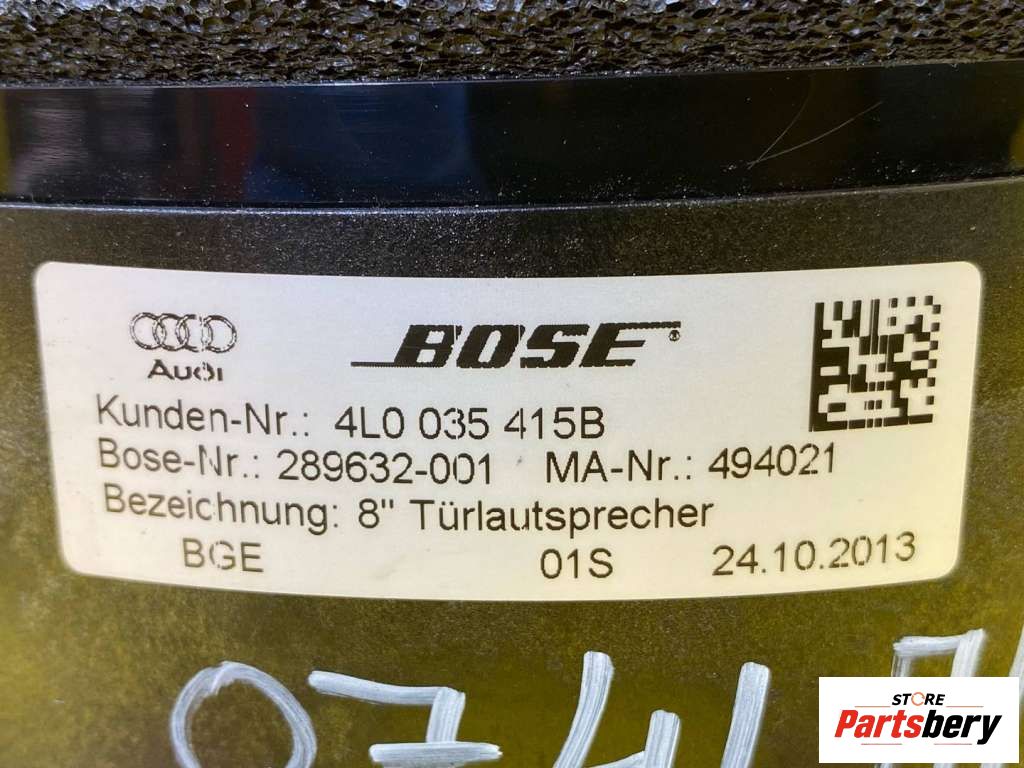 Audi
BOSE®
Kunden-Nr.: 4L0 035 415B
Bose-Nr.: 289632-001 MA-Nr.: 494021
Bezeichnung: 8" Türlautsprecher
BGE 01S 24.10.2013
STORE
Partsbery